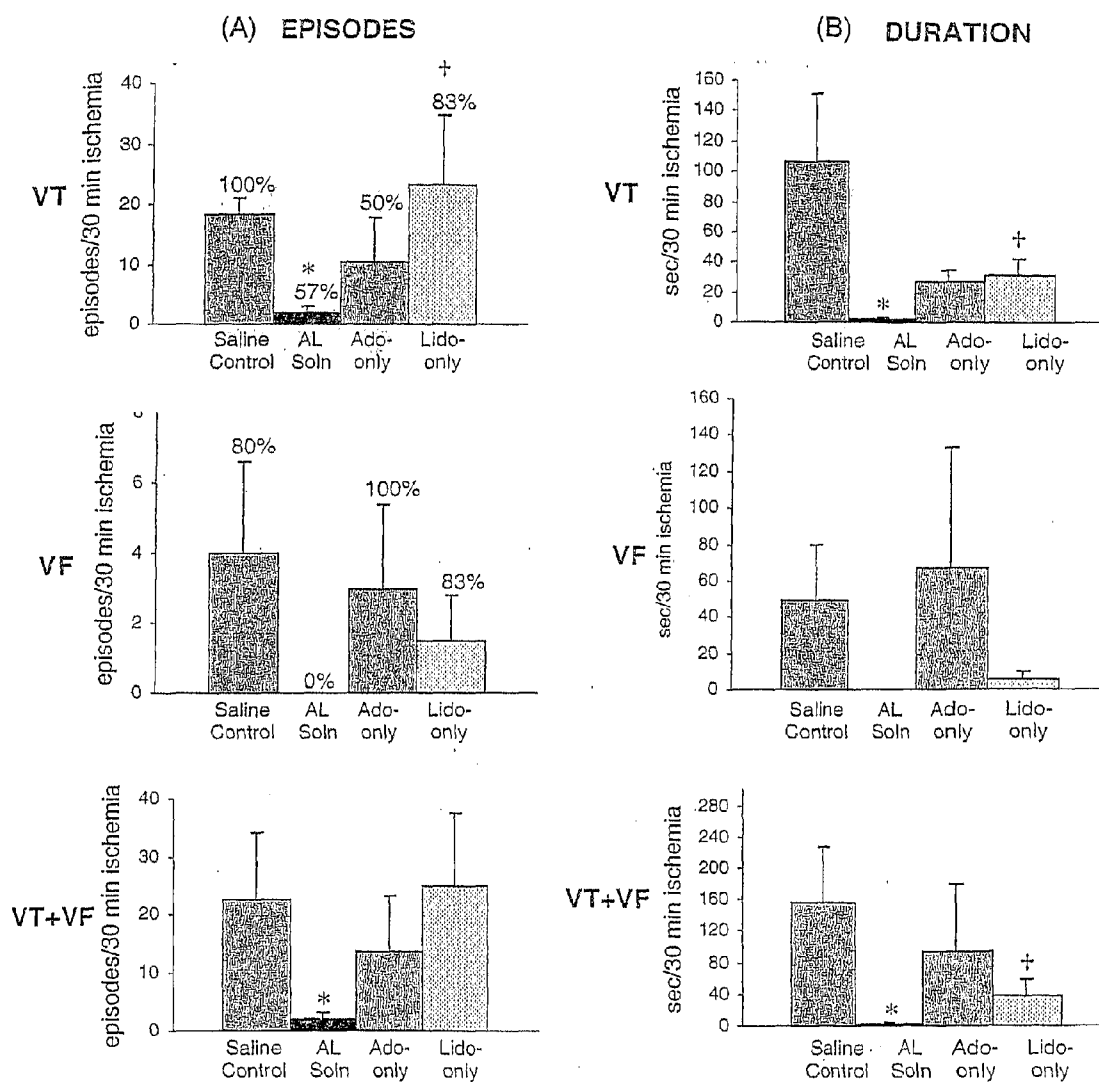 (A) EPISODES
(B) DURATION
VT
episodes/30 min ischemia
40
30
20
10
0
100%
*
57%
50%
†
83%
Saline Control
AL Soln
Ado-only
Lido-only
VT
sec/30 min ischemia
160
140
120
100
80
60
40
20
0
*
†
Saline Control
AL Soln
Ado-only
Lido-only
VF
episodes/30 min ischemia
6
4
2
0
80%
0%
100%
83%
Saline Control
AL Soln
Ado-only
Lido-only
VF
sec/30 min ischemia
160
140
120
100
80
60
40
20
0
Saline Control
AL Soln
Ado-only
Lido-only
VT+VF
episodes/30 min ischemia
40
30
20
10
0
*
Saline Control
AL Soln
Ado-only
Lido-only
VT+VF
sec/30 min ischemia
280
240
200
160
120
80
40
0
*
‡
Saline Control
AL Soln
Ado-only
Lido-only